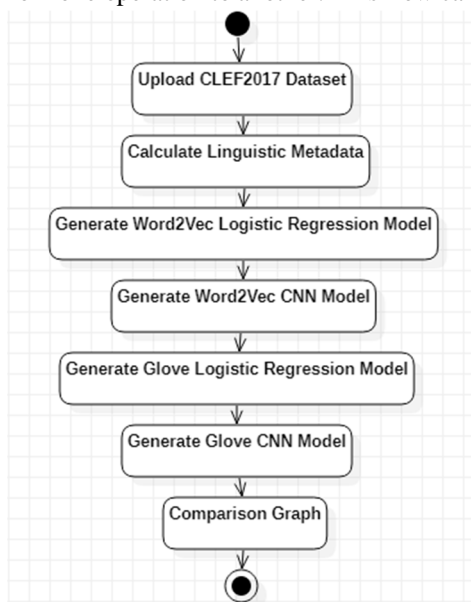 Upload CLEF2017 Dataset
Calculate Linguistic Metadata
Generate Word2Vec Logistic Regression Model
Generate Word2Vec CNN Model
Generate Glove Logistic Regression Model
Generate Glove CNN Model
Comparison Graph